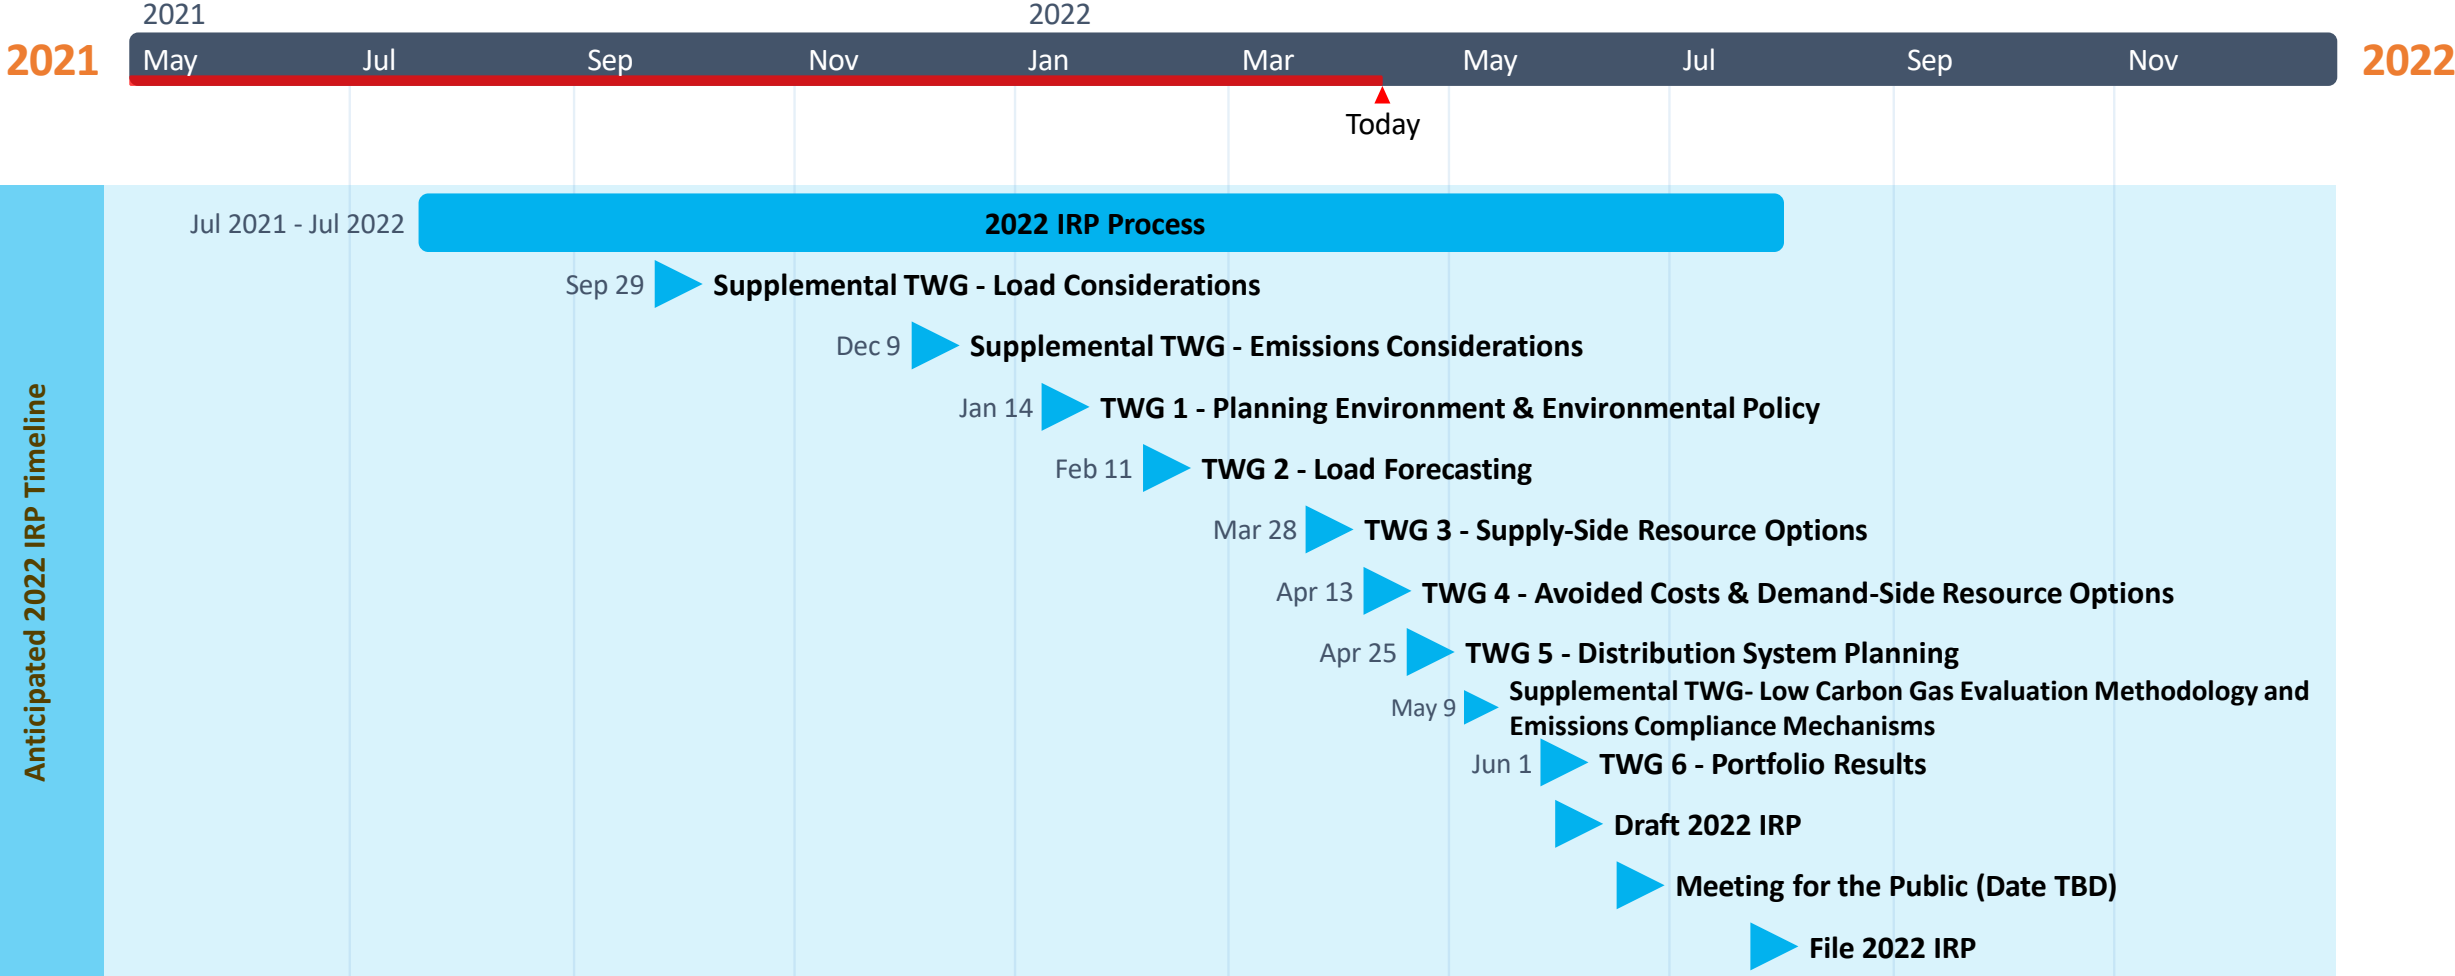 2021 2022
2021 May Jul Sep Nov Jan Mar May Jul Sep Nov 2022
Today
Anticipated 2022 IRP Timeline
Jul 2021 - Jul 2022 2022 IRP Process
Sep 29 Supplemental TWG - Load Considerations
Dec 9 Supplemental TWG - Emissions Considerations
Jan 14 TWG 1 - Planning Environment & Environmental Policy
Feb 11 TWG 2 - Load Forecasting
Mar 28 TWG 3 - Supply-Side Resource Options
Apr 13 TWG 4 - Avoided Costs & Demand-Side Resource Options
Apr 25 TWG 5 - Distribution System Planning
May 9 Supplemental TWG- Low Carbon Gas Evaluation Methodology and
Emissions Compliance Mechanisms
Jun 1 TWG 6 - Portfolio Results
Draft 2022 IRP
Meeting for the Public (Date TBD)
File 2022 IRP